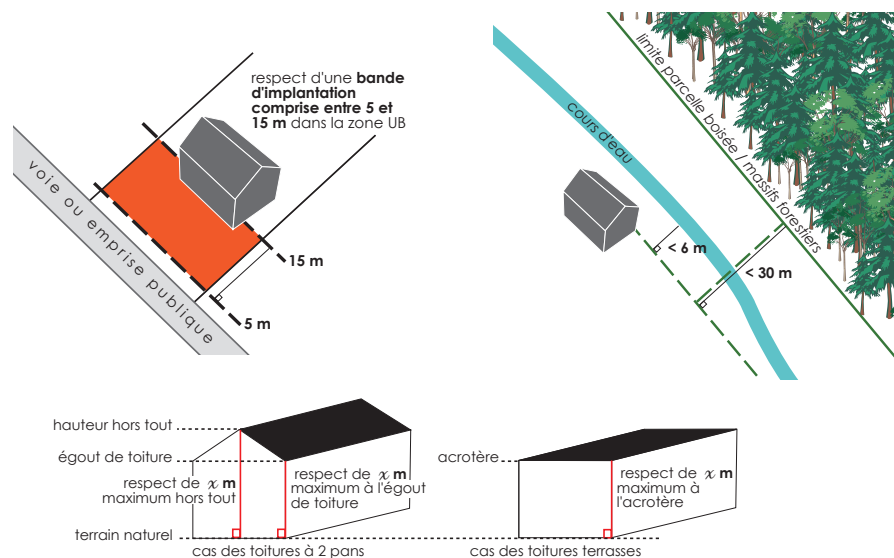 respect d'une bande
d'implantation
comprise entre 5 et
15 m dans la zone UB
voie ou emprise publique
15 m
5 m
limite parcelle boisée / massifs forestiers
cours d'eau
< 6 m
< 30 m
hauteur hors tout
égout de toiture
respect de x m
maximum hors tout
respect de x m
maximum à l'égout
de toiture
terrain naturel
cas des toitures à 2 pans
acrotère
respect de x m
maximum à
l'acrotère
cas des toitures terrasses